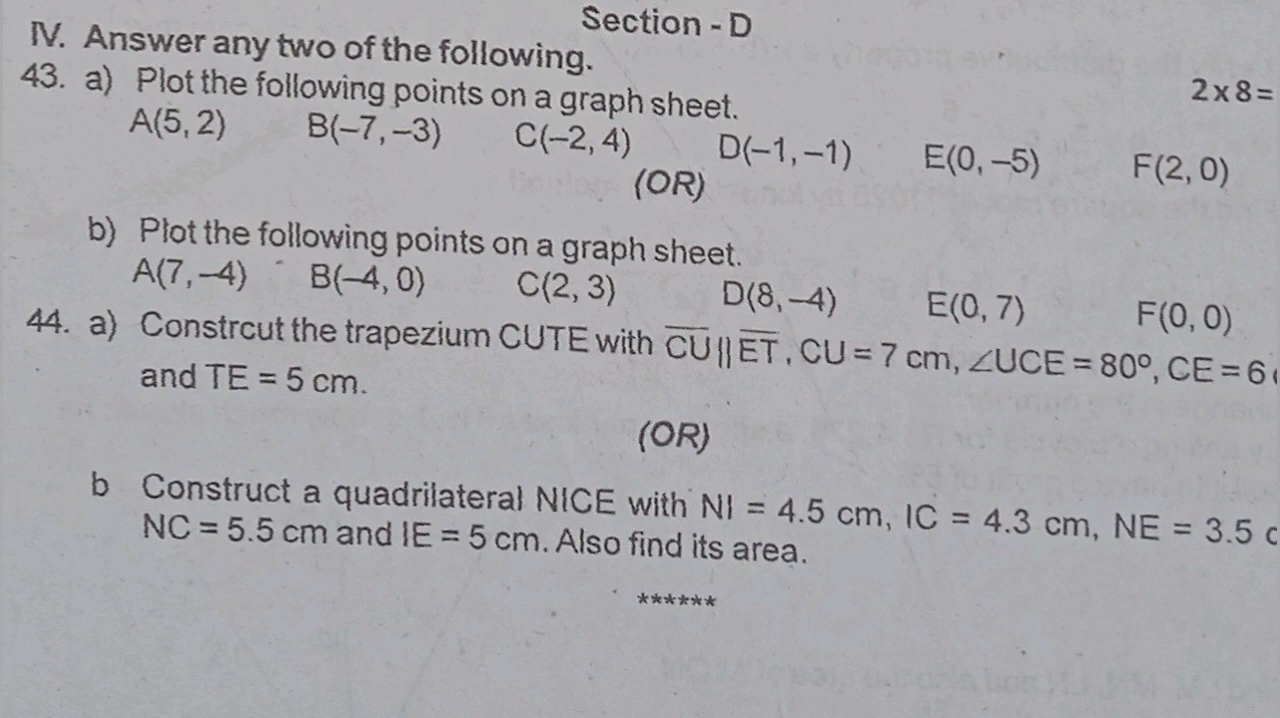 Section - D
IV. Answer any two of the following.
2 x 8 =
43. a) Plot the following points on a graph sheet.
A(5, 2) B(–7, –3) C(–2, 4) D(–1, –1) E(0, –5) F(2, 0)
(OR)
b) Plot the following points on a graph sheet.
A(7, –4) B(–4, 0) C(2, 3) D(8, –4) E(0, 7) F(0, 0)
44. a) Constrcut the trapezium CUTE with C̅U̅ || E̅T̅, CU = 7 cm, ∠UCE = 80º, CE = 6
and TE = 5 cm.
(OR)
b Construct a quadrilateral NICE with NI = 4.5 cm, IC = 4.3 cm, NE = 3.5 c
NC = 5.5 cm and IE = 5 cm. Also find its area.
******